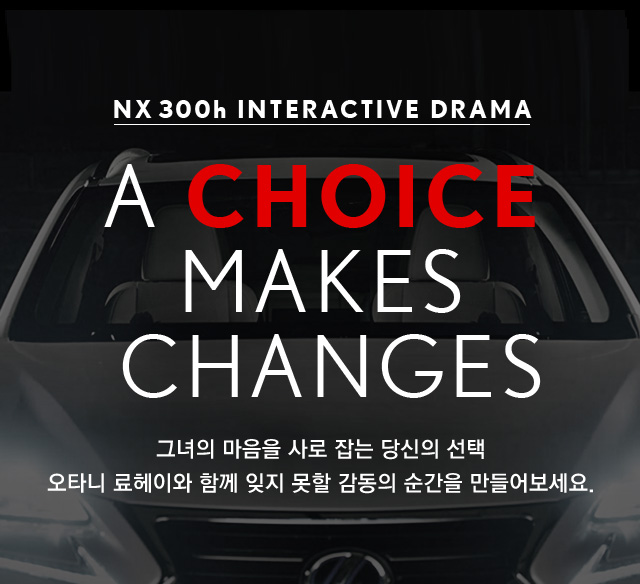 NX 300h INTERACTIVE DRAMA
A CHOICE
MAKES
CHANGES
그녀의 마음을 사로 잡는 당신의 선택
오타니 료헤이와 함께 잊지 못할 감동의 순간을 만들어보세요.